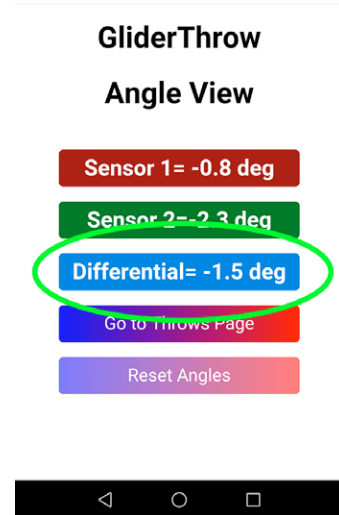 GliderThrow
Angle View
Sensor 1= -0.8 deg
Sensor 2=-2.3 deg
Differential= -1.5 deg
Go to Throws Page
Reset Angles